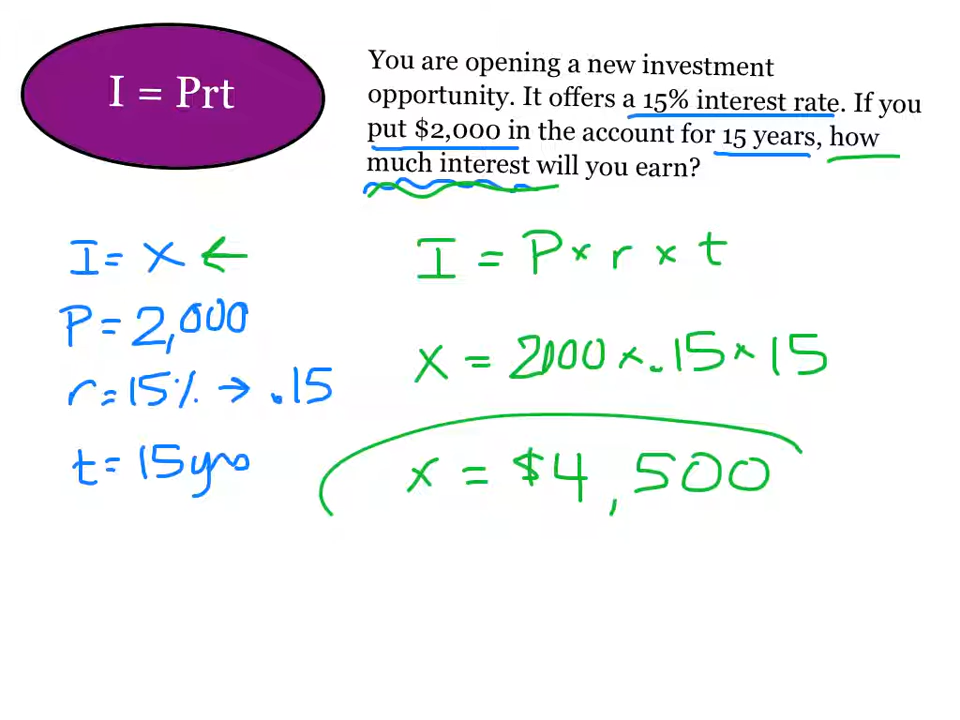 I = Prt
You are opening a new investment
opportunity. It offers a 15% interest rate. If you
put $2,000 in the account for 15 years, how
much interest will you earn?
I = x ←
P = 2,000
r = 15% → .15
t = 15 yrs
I = P × r × t
x = 2000 × .15 × 15
x = $4,500